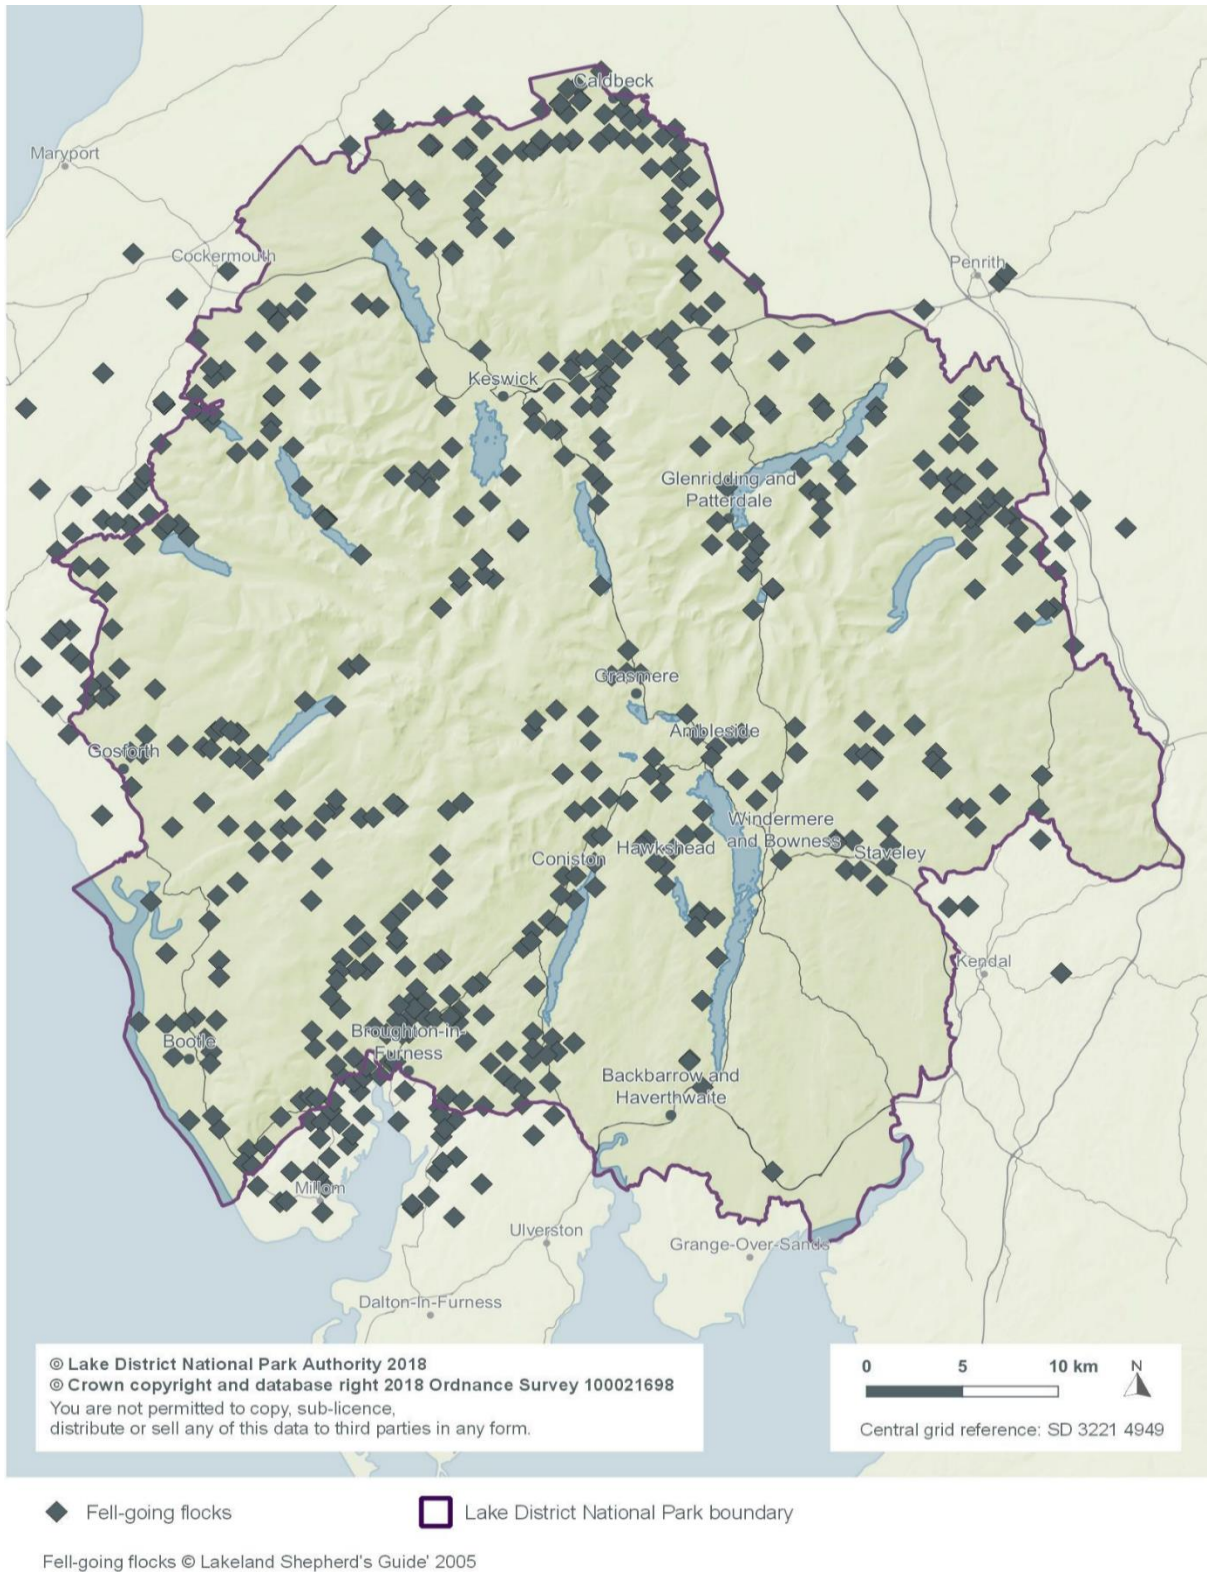 Caldbeck
Maryport
Cockermouth
Penrith
Keswick
Glenridding and
Patterdale
Grasmere
Ambleside
Gosforth
Windermere
and Bowness
Hawkshead
Coniston
Staveley
Kendal
Bootle
Broughton-in-
Furness
Backbarrow and
Haverthwaite
Millom
Ulverston
Grange-Over-Sands
Dalton-In-Furness
© Lake District National Park Authority 2018
© Crown copyright and database right 2018 Ordnance Survey 100021698
You are not permitted to copy, sub-licence,
distribute or sell any of this data to third parties in any form.
0 5 10 km N
Central grid reference: SD 3221 4949
Fell-going flocks
Lake District National Park boundary
Fell-going flocks © Lakeland Shepherd's Guide' 2005